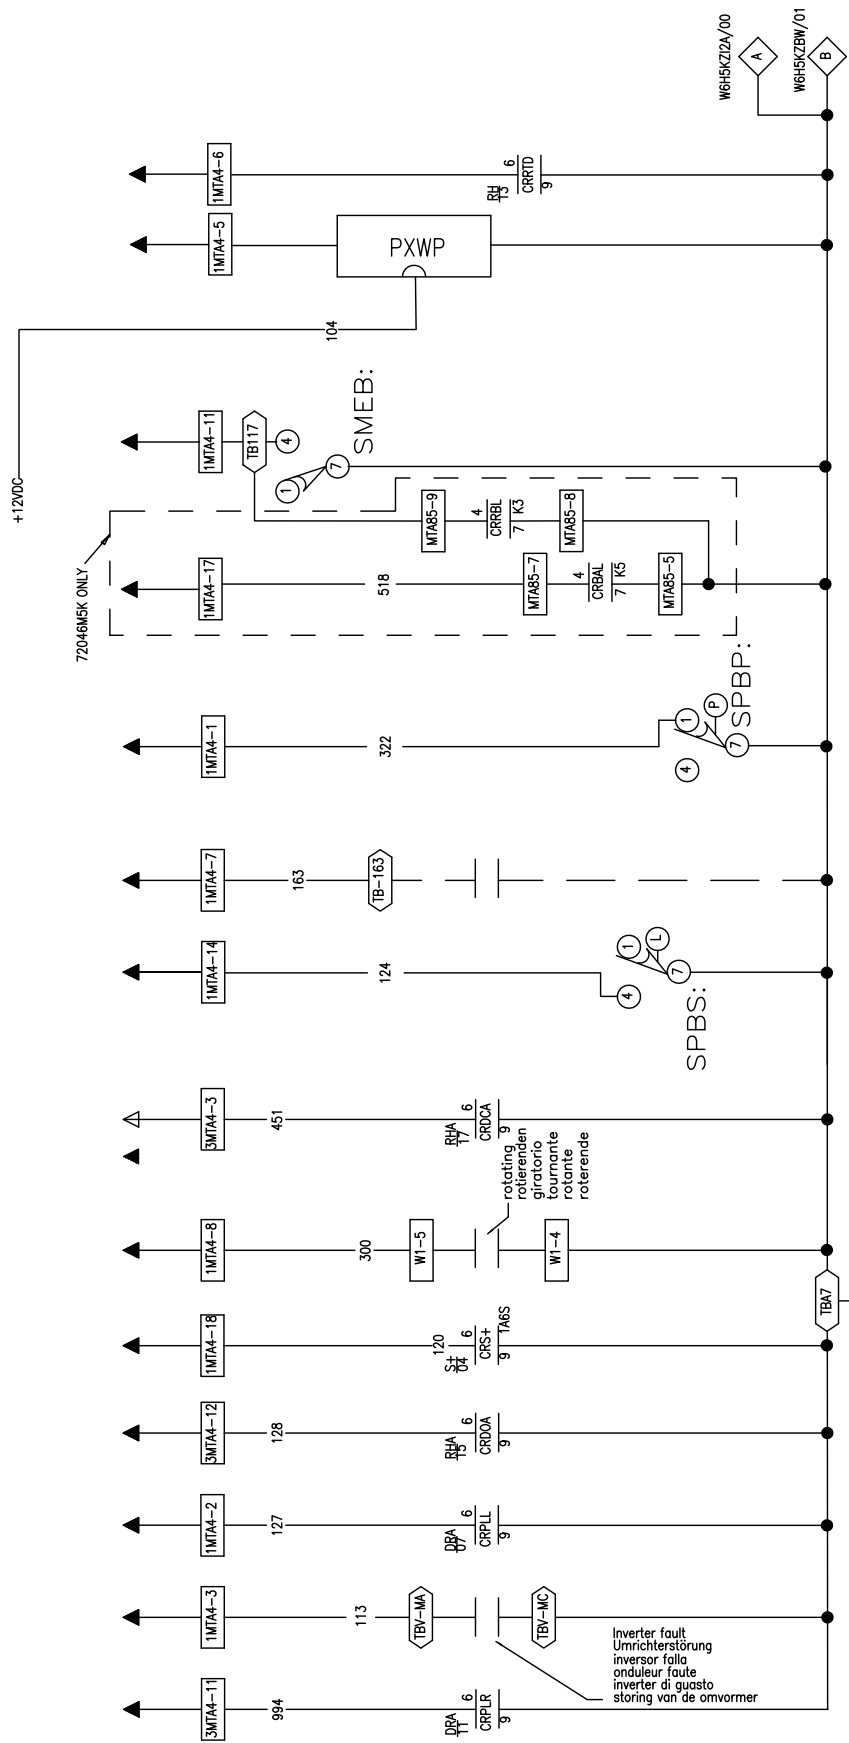 W6H5KZI2A/00
A
W6H5KZBW/01
B
1MTA4-6
RH
13
6
CRRTD
9
1MTA4-5
PXWP
104
+12VDC
1MTA4-11
TB117
4
1
7
SMEB:
MTA85-9
4
CRRBL
7
K3
MTA85-8
72046M5K ONLY
1MTA4-17
518
MTA85-7
4
CRBAL
7
K5
MTA85-5
1MTA4-1
322
1
P
4
7
SPBP:
1MTA4-7
163
TB-163
1MTA4-14
124
1
L
4
7
SPBS:
3MTA4-3
451
RHA
17
6
CRDCA
9
rotating
rotierenden
giratorio
tournante
rotante
roterende
1MTA4-8
300
W1-5
W1-4
TBA7
1MTA4-18
120
S+
04
6
CRS+
9
1A6S
3MTA4-12
128
RHA
15
6
CRDOA
9
1MTA4-2
127
DRA
07
6
CRPLL
9
1MTA4-3
113
TBV-MA
TBV-MC
Inverter fault
Umrichterstörung
inversor falla
onduleur faute
inverter di guasto
storing van de omvormer
3MTA4-11
994
DRA
11
6
CRPLR
9